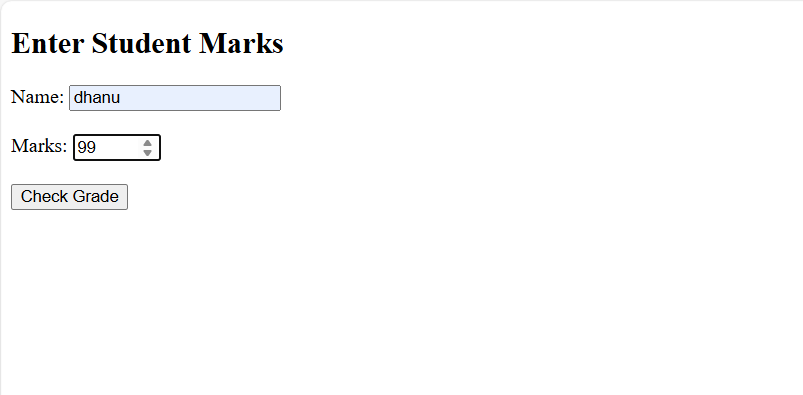 Enter Student Marks
Name: dhanu
Marks: 99
Check Grade